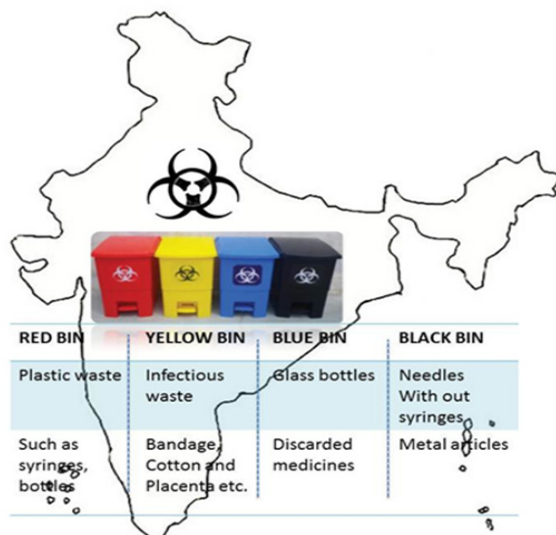 RED BIN YELLOW BIN BLUE BIN BLACK BIN
Plastic waste
Infectious
waste
Glass bottles
Needles
With out
syringes
Such as
syringes,
bottles
Bandage,
Cotton and
Placenta etc.
Discarded
medicines
Metal articles